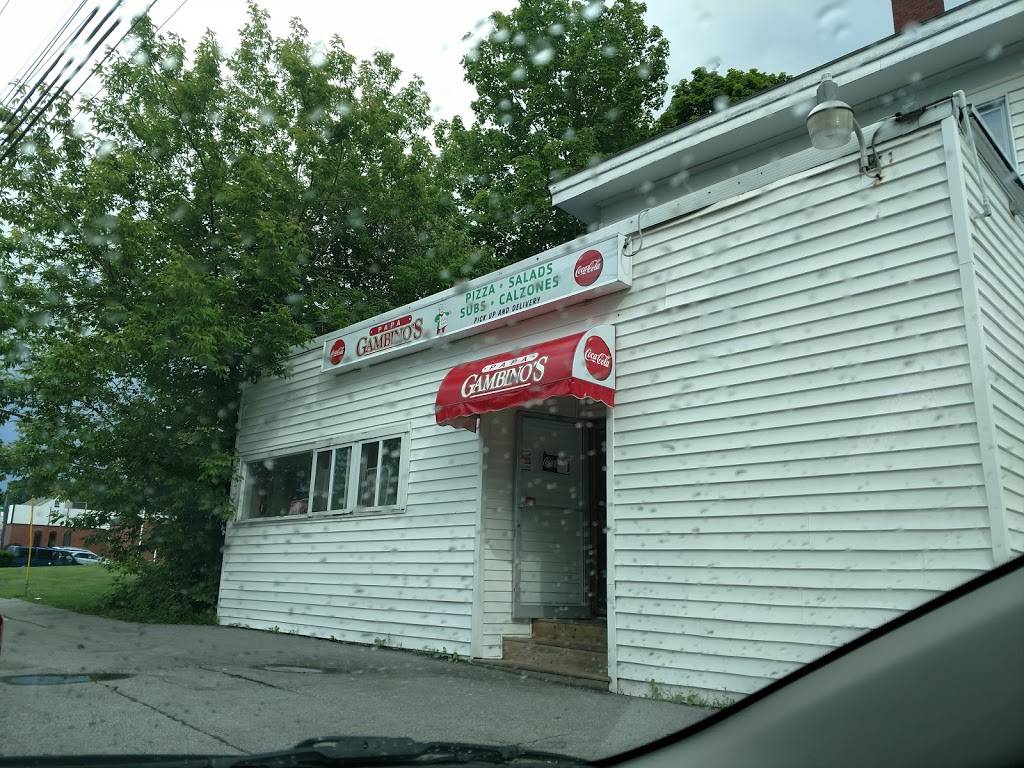 Coca-Cola
PAPA
GAMBINO'S
PIZZA • SALADS
SUBS • CALZONES
PICK UP AND DELIVERY
Coca-Cola
PAPA
GAMBINO'S
Coca-Cola